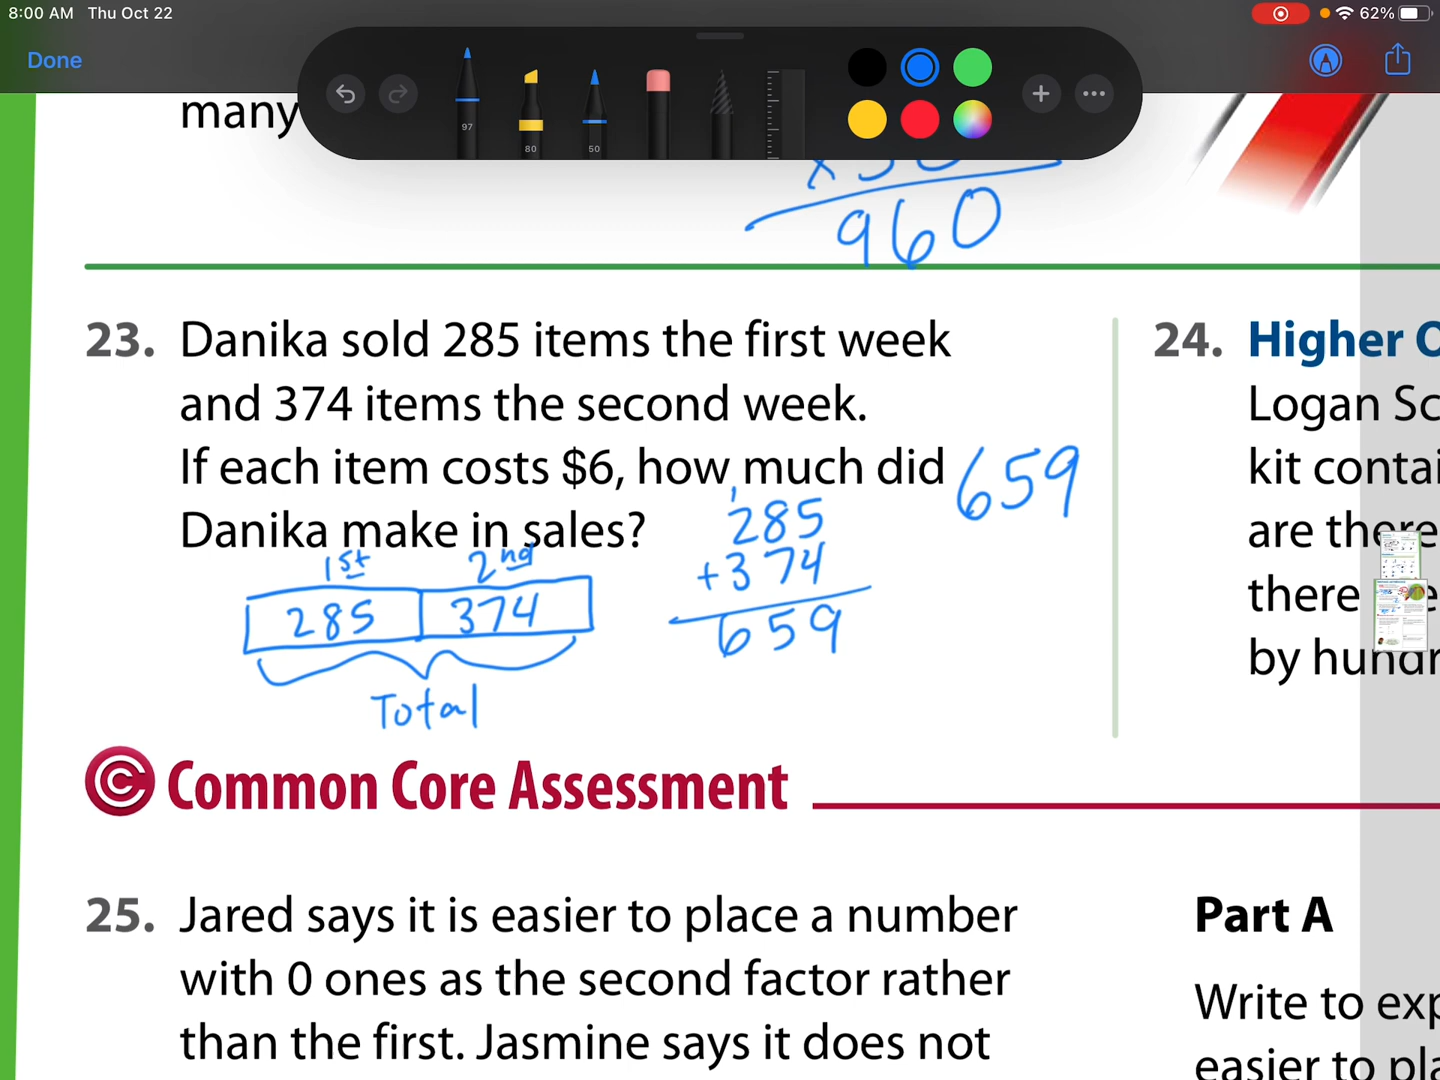 8:00 AM Thu Oct 22
62%
Done
97
80
50
many
960
23. Danika sold 285 items the first week
and 374 items the second week.
If each item costs $6, how much did
Danika make in sales?
659
1
285
+374
659
1st 2nd
285 374
Total
24. Higher O
Logan Sc
kit contai
are there
there
by hundr
Common Core Assessment
25. Jared says it is easier to place a number
with 0 ones as the second factor rather
than the first. Jasmine says it does not
Part A
Write to exp
easier to pla